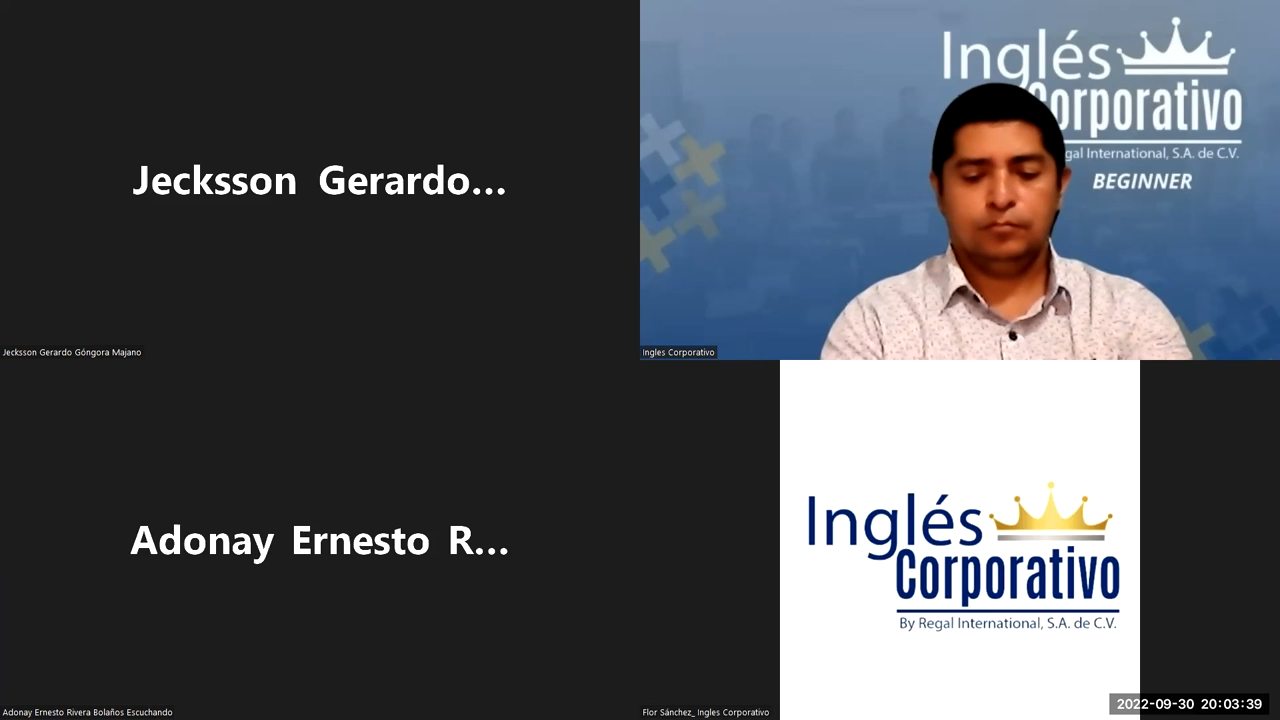 Jecksson Gerardo...
Jecksson Gerardo Góngora Majano
Inglés
Corporativo
gal International, S.A. de C.V.
BEGINNER
Ingles Corporativo
Adonay Ernesto R...
Adonay Ernesto Rivera Bolaños Escuchando
Inglés
Corporativo
By Regal International, S.A. de C.V.
Flor Sánchez_ Ingles Corporativo
2022-09-30 20:03:39